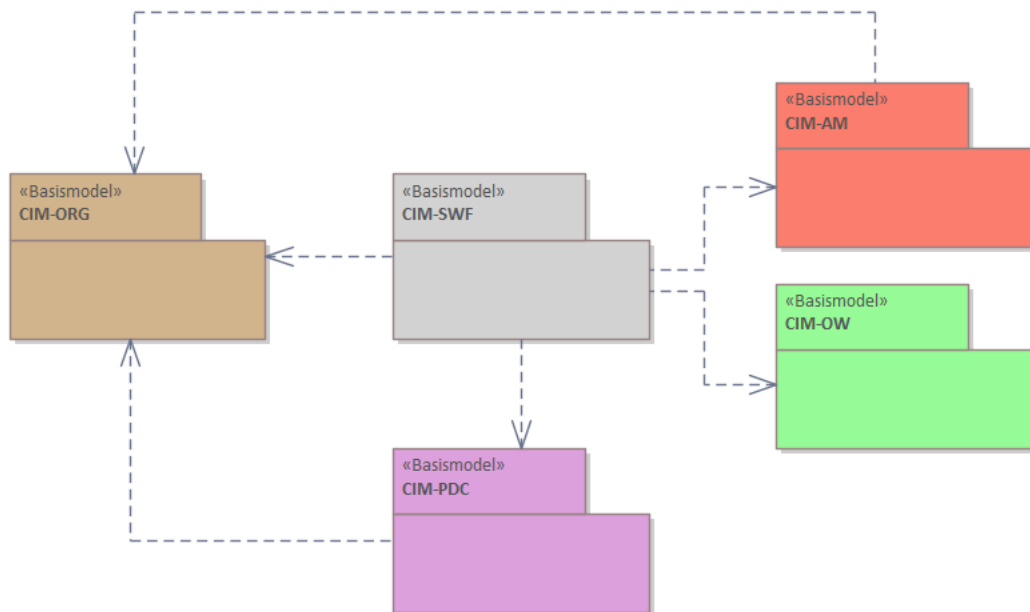 «Basismodel»
CIM-AM
«Basismodel»
CIM-ORG
«Basismodel»
CIM-SWF
«Basismodel»
CIM-OW
«Basismodel»
CIM-PDC